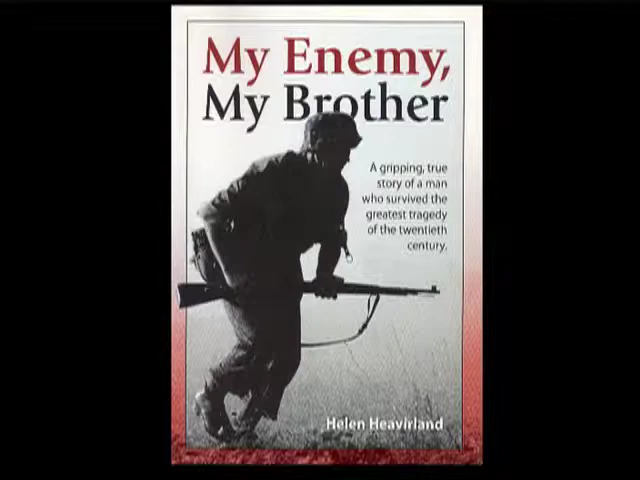 My Enemy,
My Brother
A gripping, true
story of a man
who survived the
greatest tragedy
of the twentieth
century.
Helen Heavirland